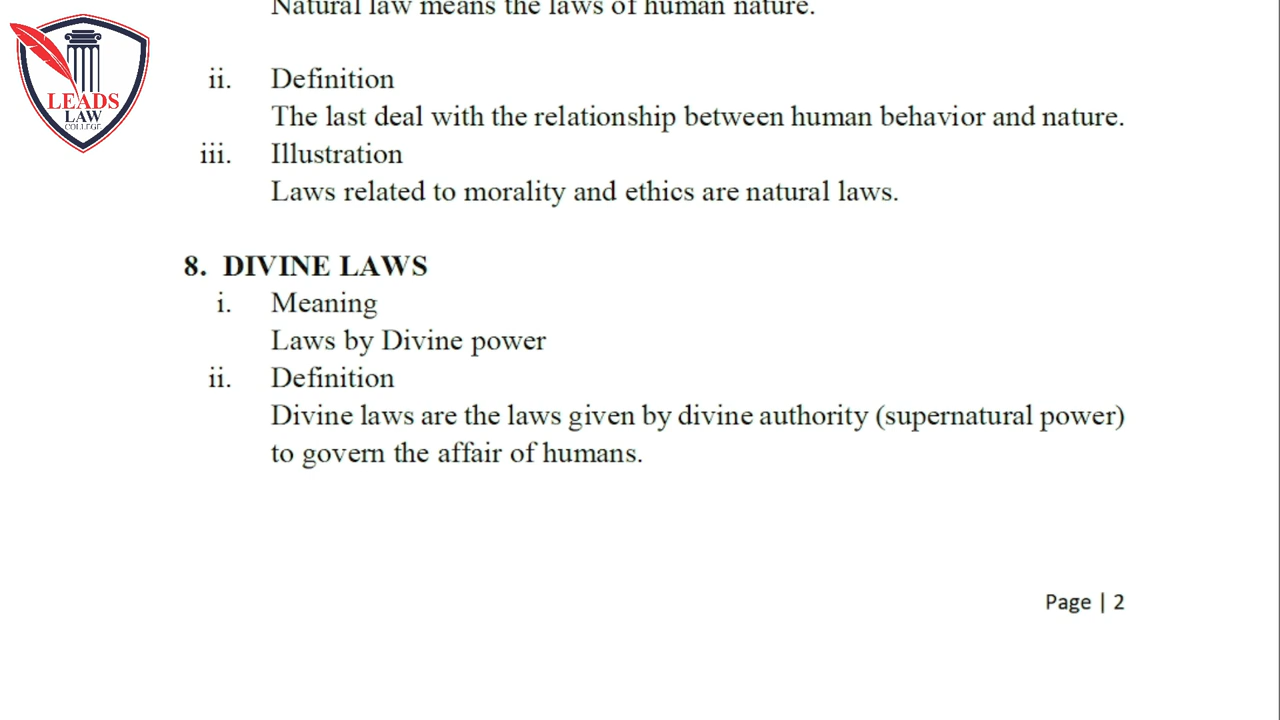 LEADS
LAW
COLLEGE
Natural law means the laws of human nature.
ii. Definition
The last deal with the relationship between human behavior and nature.
iii. Illustration
Laws related to morality and ethics are natural laws.
8. DIVINE LAWS
i. Meaning
Laws by Divine power
ii. Definition
Divine laws are the laws given by divine authority (supernatural power)
to govern the affair of humans.
Page | 2